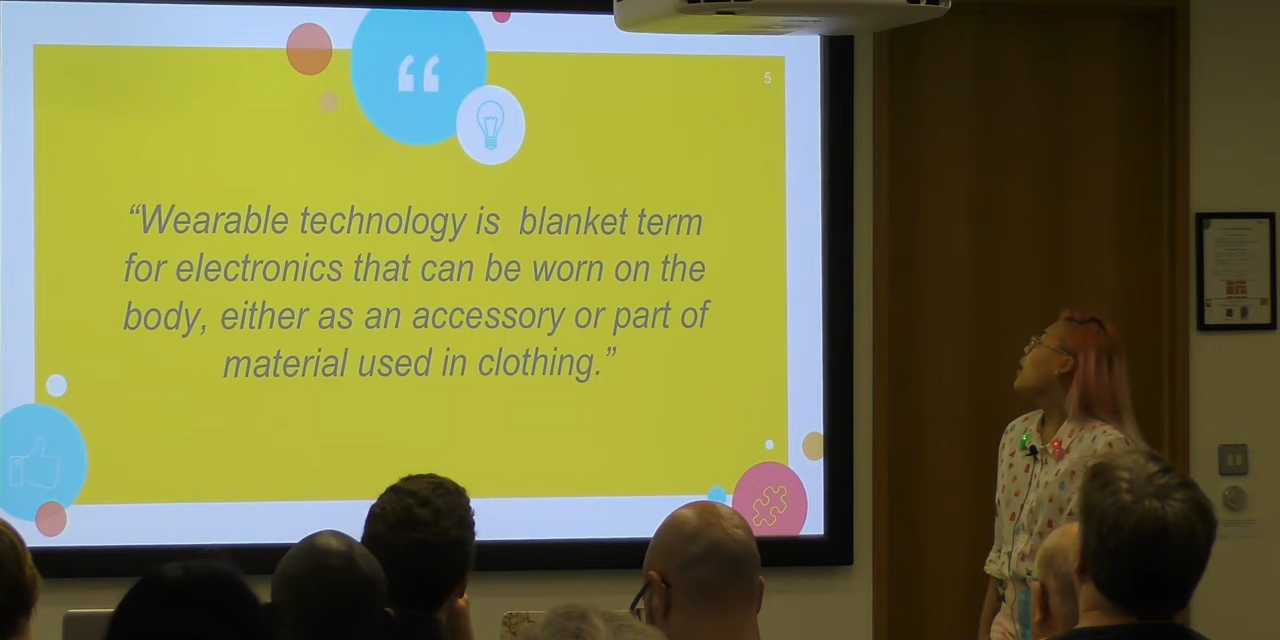 5
“Wearable technology is  blanket term
for electronics that can be worn on the
body, either as an accessory or part of
material used in clothing.”